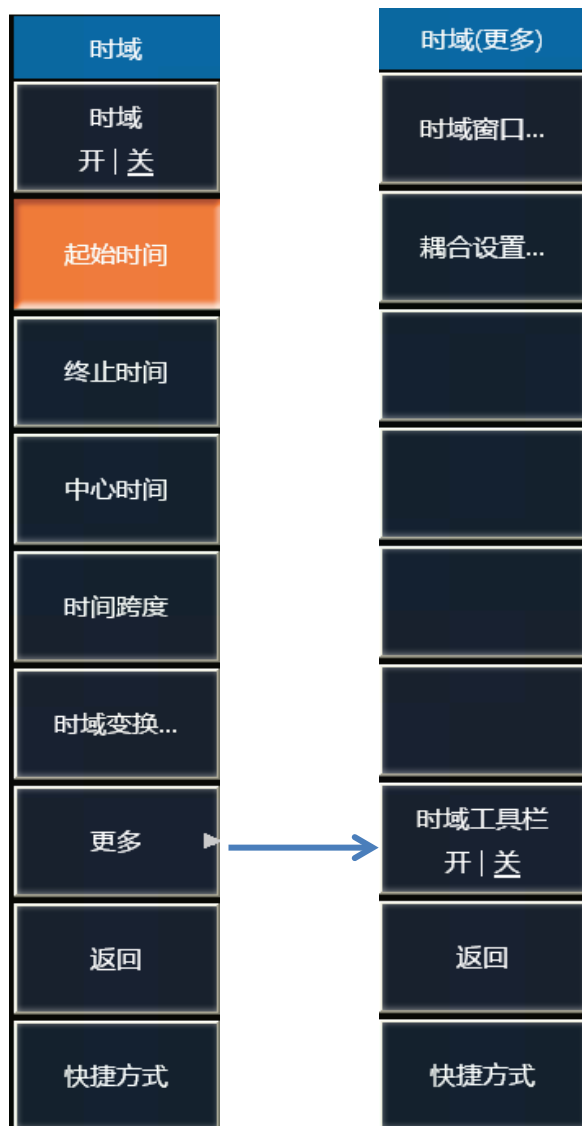 时域
时域
开 | 关
起始时间
终止时间
中心时间
时间跨度
时域变换...
更多
返回
快捷方式
时域(更多)
时域窗口...
耦合设置...
时域工具栏
开 | 关
返回
快捷方式